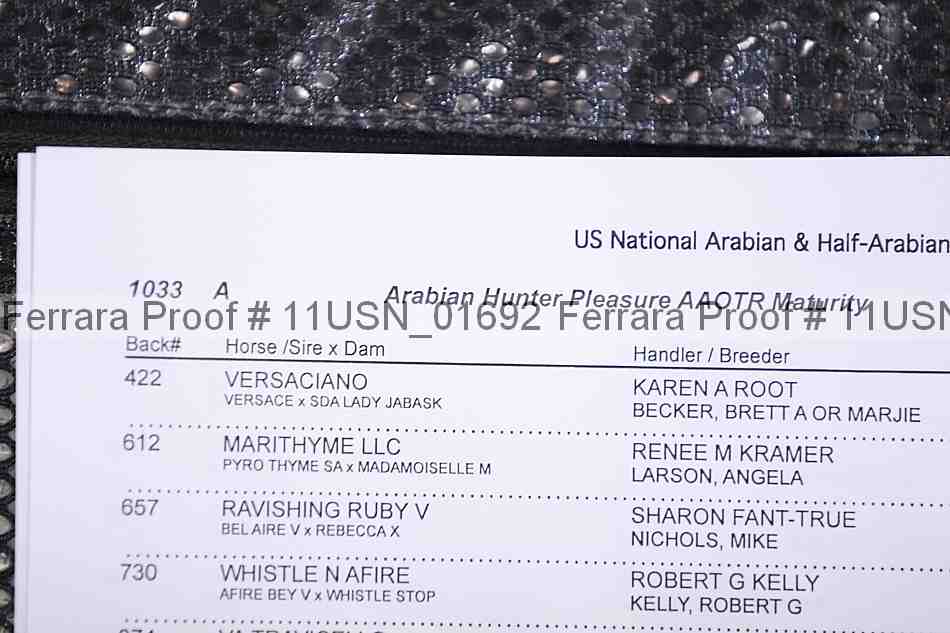 US National Arabian & Half-Arabian
1033 A Arabian Hunter Pleasure AAOTR Maturity
Ferrara Proof # 11USN_01692 Ferrara Proof # 11USN
Back# Horse /Sire x Dam Handler / Breeder
422 VERSACIANO KAREN A ROOT
VERSACE x SDA LADY JABASK BECKER, BRETT A OR MARJIE
612 MARITHYME LLC RENEE M KRAMER
PYRO THYME SA x MADAMOISELLE M LARSON, ANGELA
657 RAVISHING RUBY V SHARON FANT-TRUE
BEL AIRE V x REBECCA X NICHOLS, MIKE
730 WHISTLE N AFIRE ROBERT G KELLY
AFIRE BEY V x WHISTLE STOP KELLY, ROBERT G